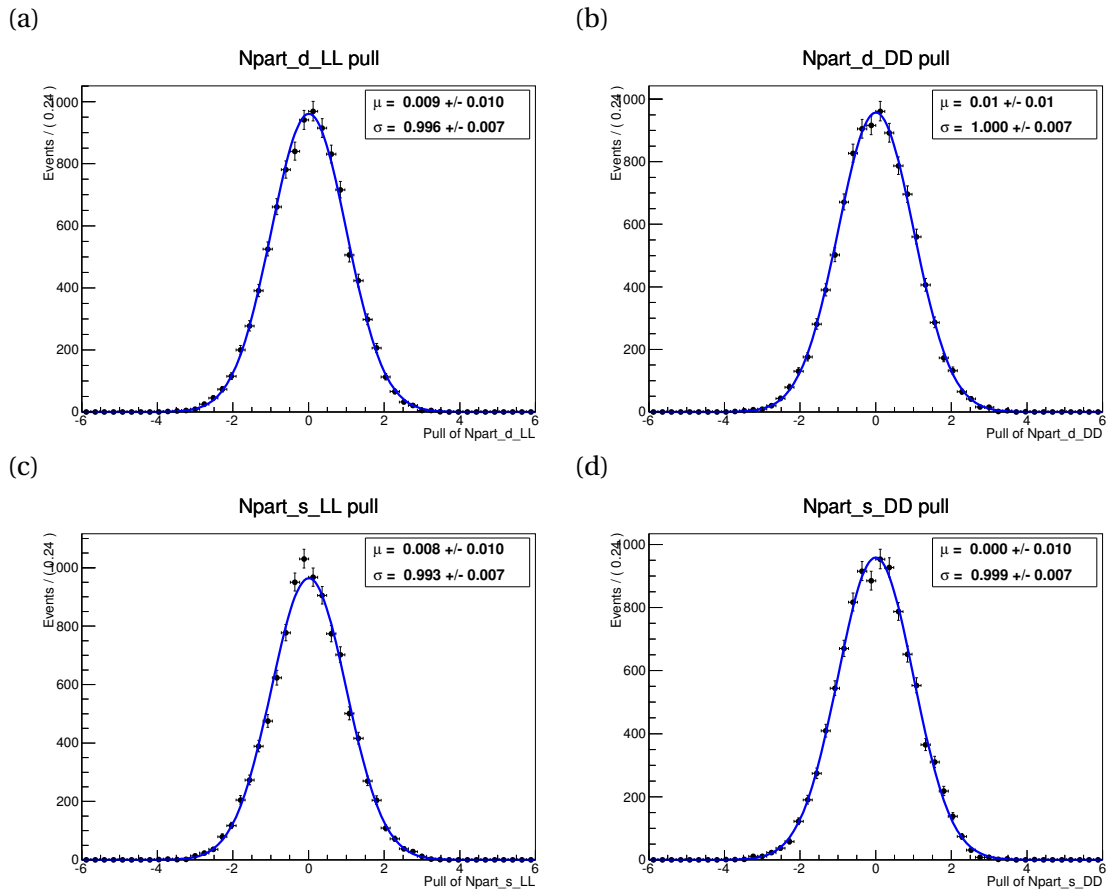 (a)
Npart_d_LL pull
Events / ( 0.24 )
μ = 0.009 +/- 0.010
σ = 0.996 +/- 0.007
1000
800
600
400
200
0
-6 -4 -2 0 2 4 6
Pull of Npart_d_LL
(b)
Npart_d_DD pull
Events / ( 0.24 )
μ = 0.01 +/- 0.01
σ = 1.000 +/- 0.007
1000
800
600
400
200
0
-6 -4 -2 0 2 4 6
Pull of Npart_d_DD
(c)
Npart_s_LL pull
Events / ( 0.24 )
μ = 0.008 +/- 0.010
σ = 0.993 +/- 0.007
1000
800
600
400
200
0
-6 -4 -2 0 2 4 6
Pull of Npart_s_LL
(d)
Npart_s_DD pull
Events / ( 0.24 )
μ = 0.000 +/- 0.010
σ = 0.999 +/- 0.007
1000
800
600
400
200
0
-6 -4 -2 0 2 4 6
Pull of Npart_s_DD